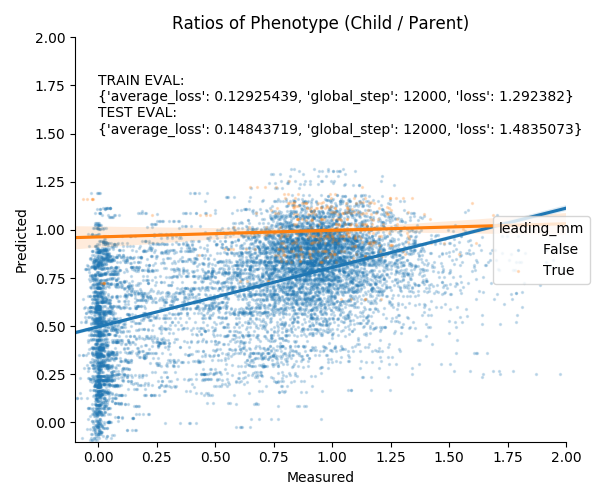 Ratios of Phenotype (Child / Parent)
2.00
1.75
1.50
1.25
1.00
0.75
0.50
0.25
0.00
Predicted
TRAIN EVAL:
{'average_loss': 0.12925439, 'global_step': 12000, 'loss': 1.292382}
TEST EVAL:
{'average_loss': 0.14843719, 'global_step': 12000, 'loss': 1.4835073}
leading_mm
False
True
0.00 0.25 0.50 0.75 1.00 1.25 1.50 1.75 2.00
Measured